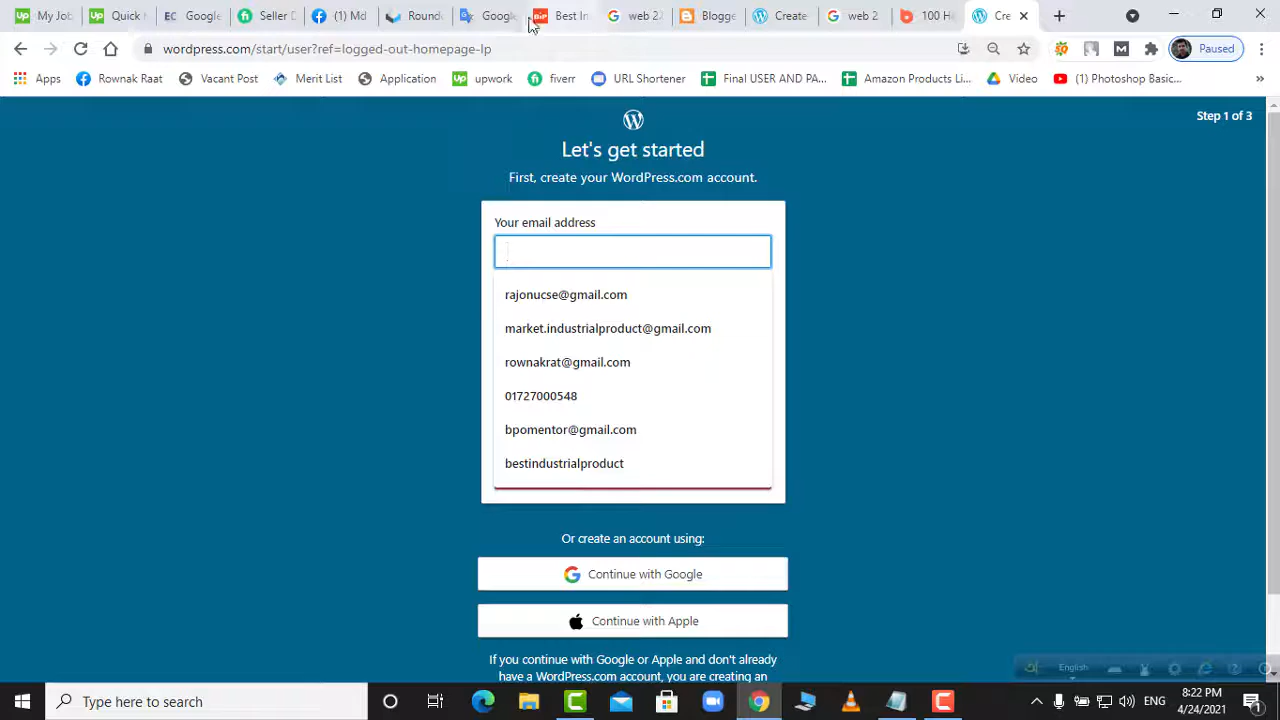 My Jo
Quick
Google
Seller D
(1) Md
Round
Google
Best In
web 2.
Blogge
Create
web 2
100
Cre
wordpress.com/start/user?ref=logged-out-homepage-lp
Paused
Apps
Rownak Raat
Vacant Post
Merit List
Application
upwork
fiverr
URL Shortener
Final USER AND PA...
Amazon Products Li...
Video
(1) Photoshop Basic...
»
Step 1 of 3
Let's get started
First, create your WordPress.com account.
Your email address
rajonucse@gmail.com
market.industrialproduct@gmail.com
rownakrat@gmail.com
01727000548
bpomentor@gmail.com
bestindustrialproduct
Or create an account using:
Continue with Google
Continue with Apple
If you continue with Google or Apple and don't already
have a WordPress.com account, you are creating an
English
Type here to search
ENG
8:22 PM
4/24/2021